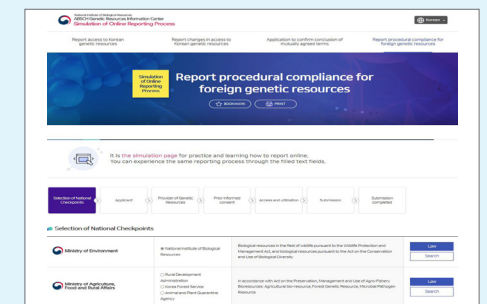 National Institute of Biological Resources
ABSCH Genetic Resources Information Center
Simulation of Online Reporting Process
Korean
Report access to Korean
genetic resources
Report changes in access to
Korean genetic resources
Application to confirm conclusion of
mutually agreed terms
Report procedural compliance for
foreign genetic resources
Simulation
of Online
Reporting
Process
Report procedural compliance for
foreign genetic resources
BOOKMARK
PRINT
It is the simulation page for practice and learning how to report online.
You can experience the same reporting process through the filled text fields.
Selection of National
Checkpoints
Applicant
Provider of Genetic
Resources
Prior informed
consent
Access and utilization
Submission
Submission
completed
Selection of National Checkpoints
Ministry of Environment
National Institute of Biological
Resources
Biological resources in the field of wildlife pursuant to the Wildlife Protection and
Management Act, and biological resources pursuant to the Act on the Conservation
and Use of Biological Diversity
Law
Search
Ministry of Agriculture,
Food and Rural Affairs
Rural Development
Administration
Korea Forest Service
Animal and Plant Quarantine
Agency
In accordance with Act on the Preservation, Management and Use of Agro-Fishery
Bioresources: Agricultural bio-resource, Forest Genetic Resource, Microbial Pathogen
Resource
Law
Search